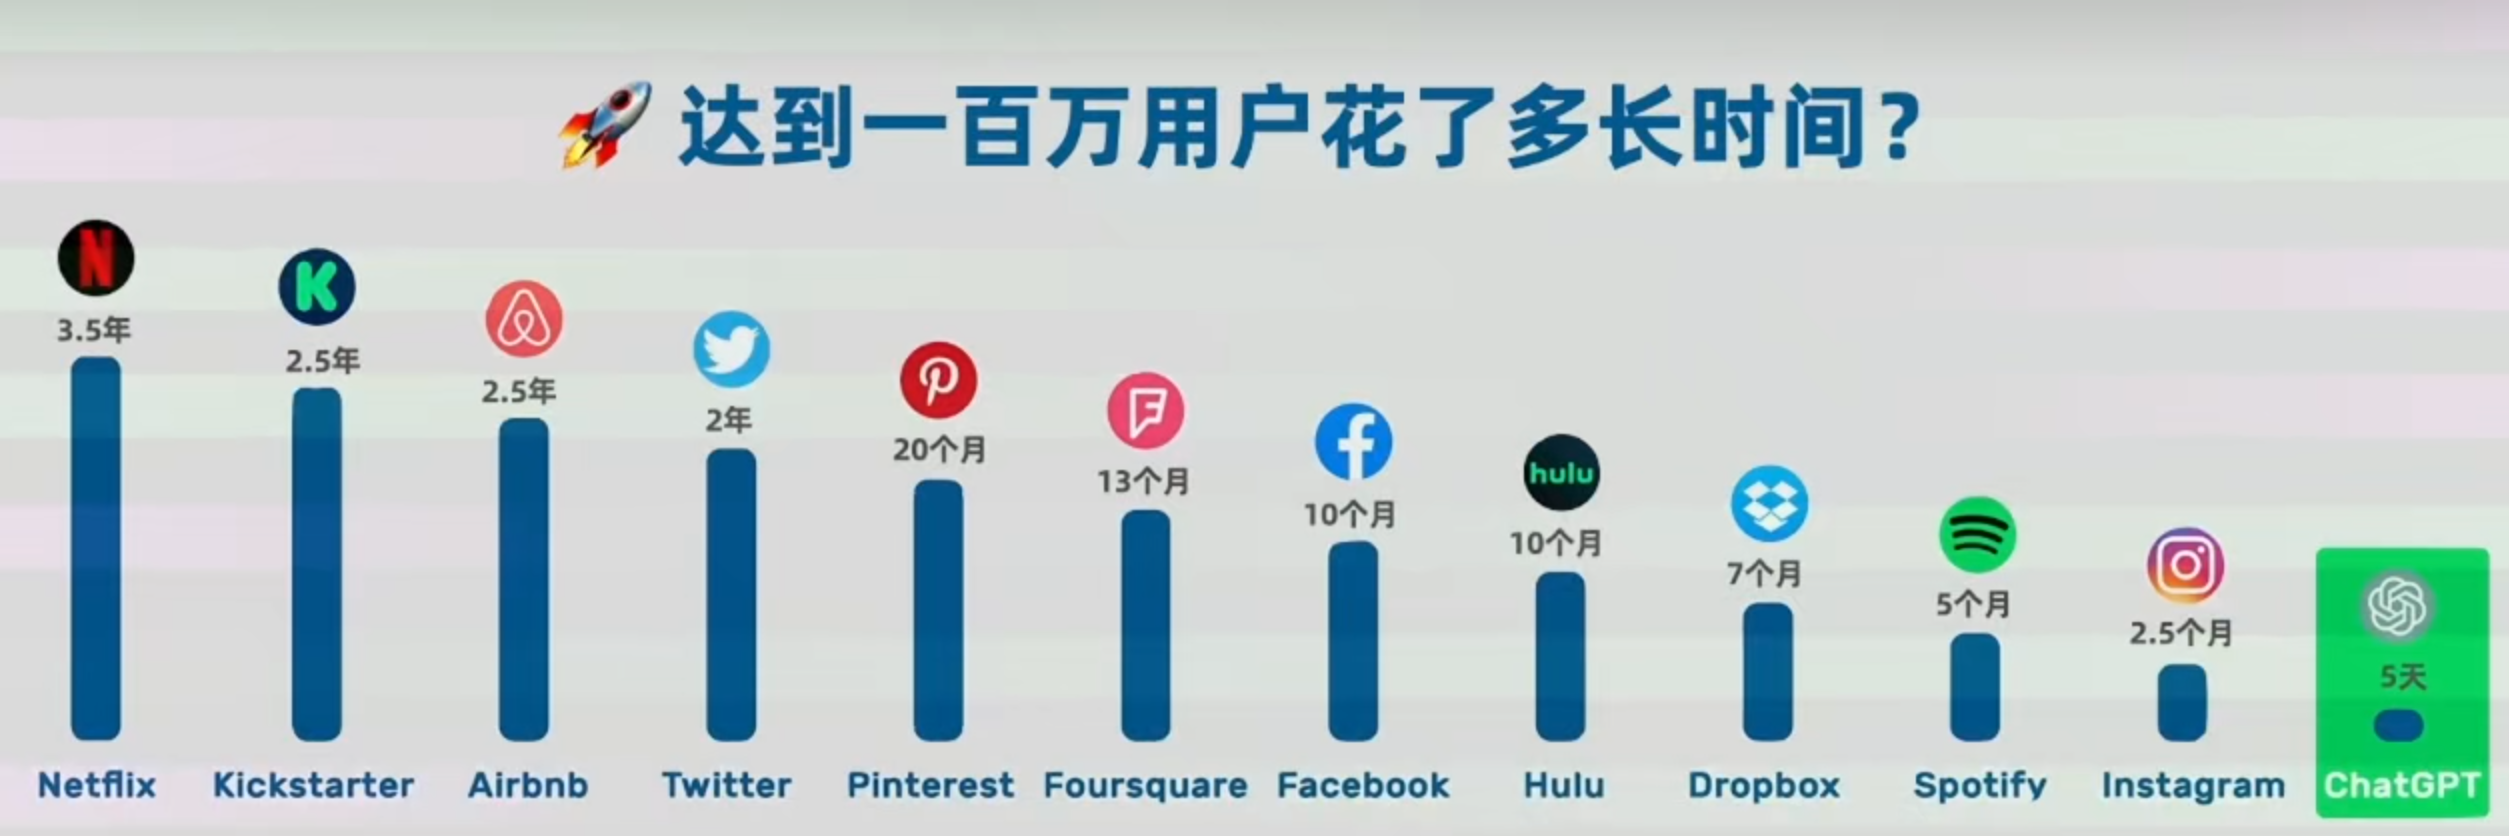 达到一百万用户花了多长时间？
3.5年
2.5年
2.5年
2年
20个月
13个月
10个月
hulu
10个月
7个月
5个月
2.5个月
5天
Netflix Kickstarter Airbnb Twitter Pinterest Foursquare Facebook Hulu Dropbox Spotify Instagram ChatGPT